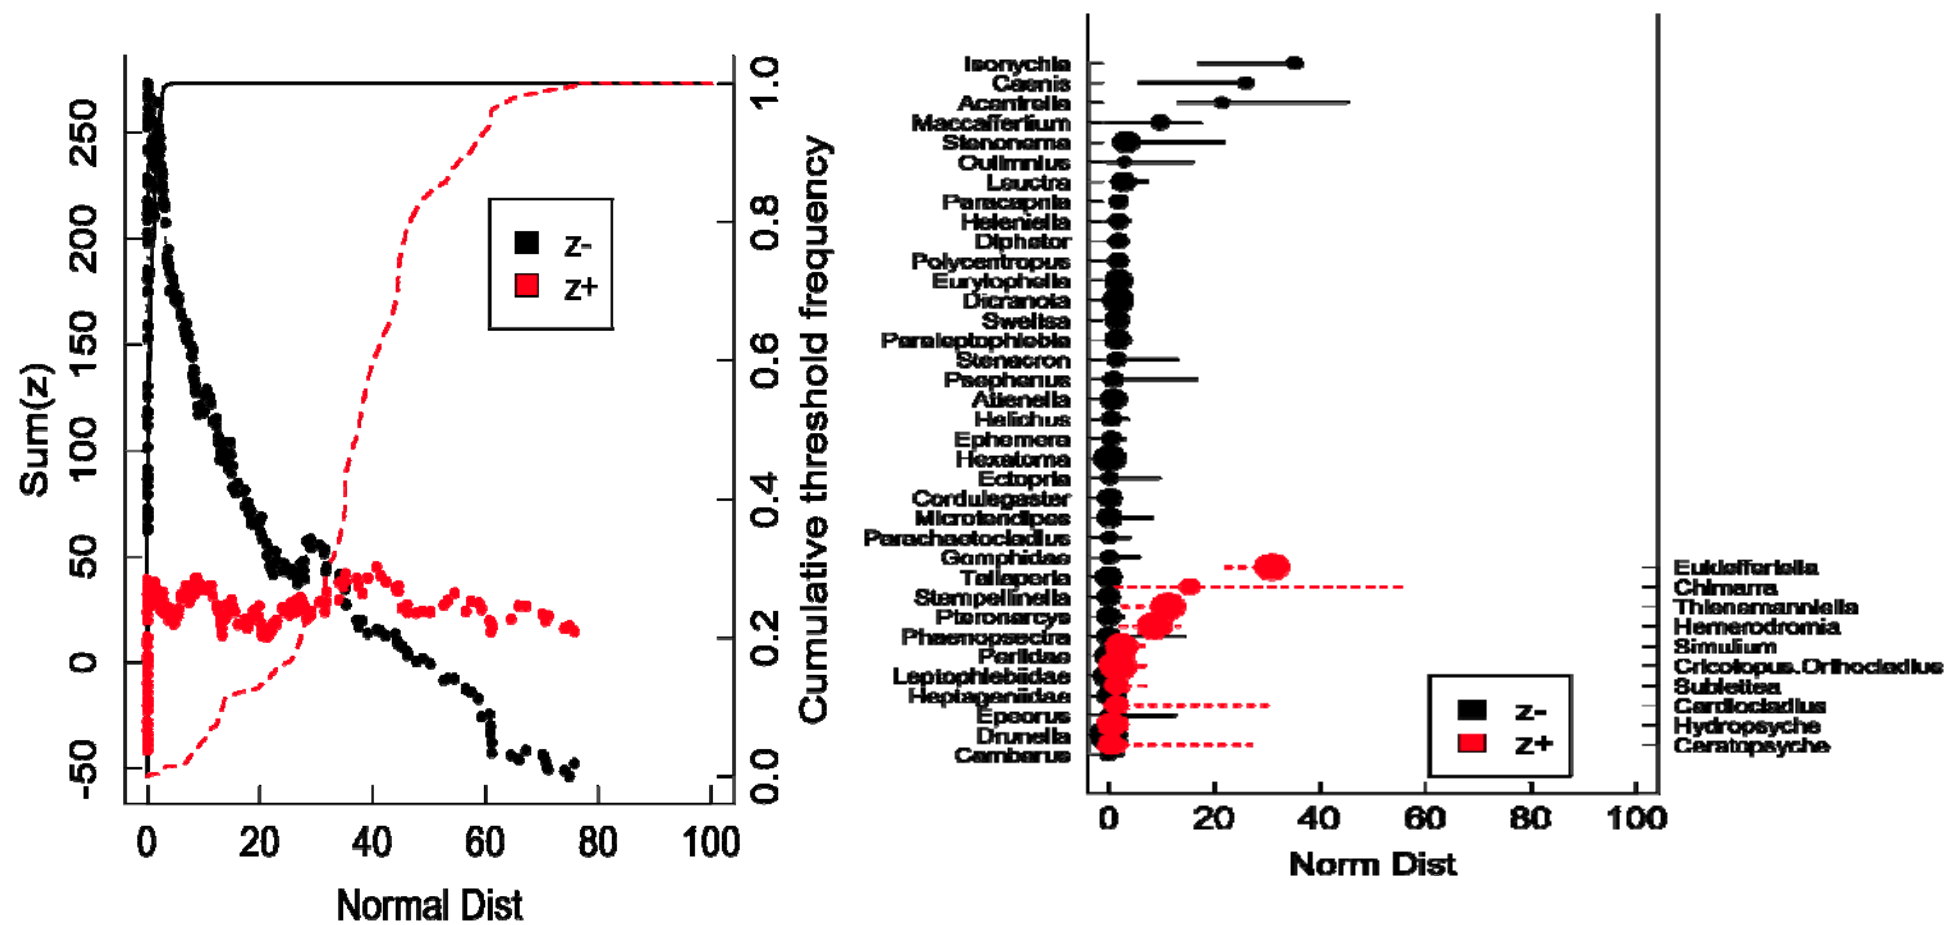 Sum(z)
-50
0
50
100
150
200
250
0
20
40
60
80
100
Normal Dist
0.0
0.2
0.4
0.6
0.8
1.0
Cumulative threshold frequency
z-
z+
Isonychia
Caenis
Acentrella
Maccaffertium
Stenonema
Oulimnius
Leuctra
Paracapnia
Heleniella
Diphetor
Polycentropus
Eurylophella
Dicranota
Sweltsa
Paraleptophlebia
Stenacron
Psephenus
Attenella
Helichus
Ephemera
Hexatoma
Ectopria
Cordulegaster
Microtendipes
Parachaetocladius
Gomphidae
Tallaperla
Stempellinella
Pteronarcys
Phaenopsectra
Perlidae
Leptophlebiidae
Heptageniidae
Epeorus
Drunella
Cambarus
Eukiefferiella
Chimarra
Thienemanniella
Hemerodromia
Simulium
Cricotopus.Orthocladius
Sublettea
Cardiocladius
Hydropsyche
Ceratopsyche
z-
z+
0
20
40
60
80
100
Norm Dist